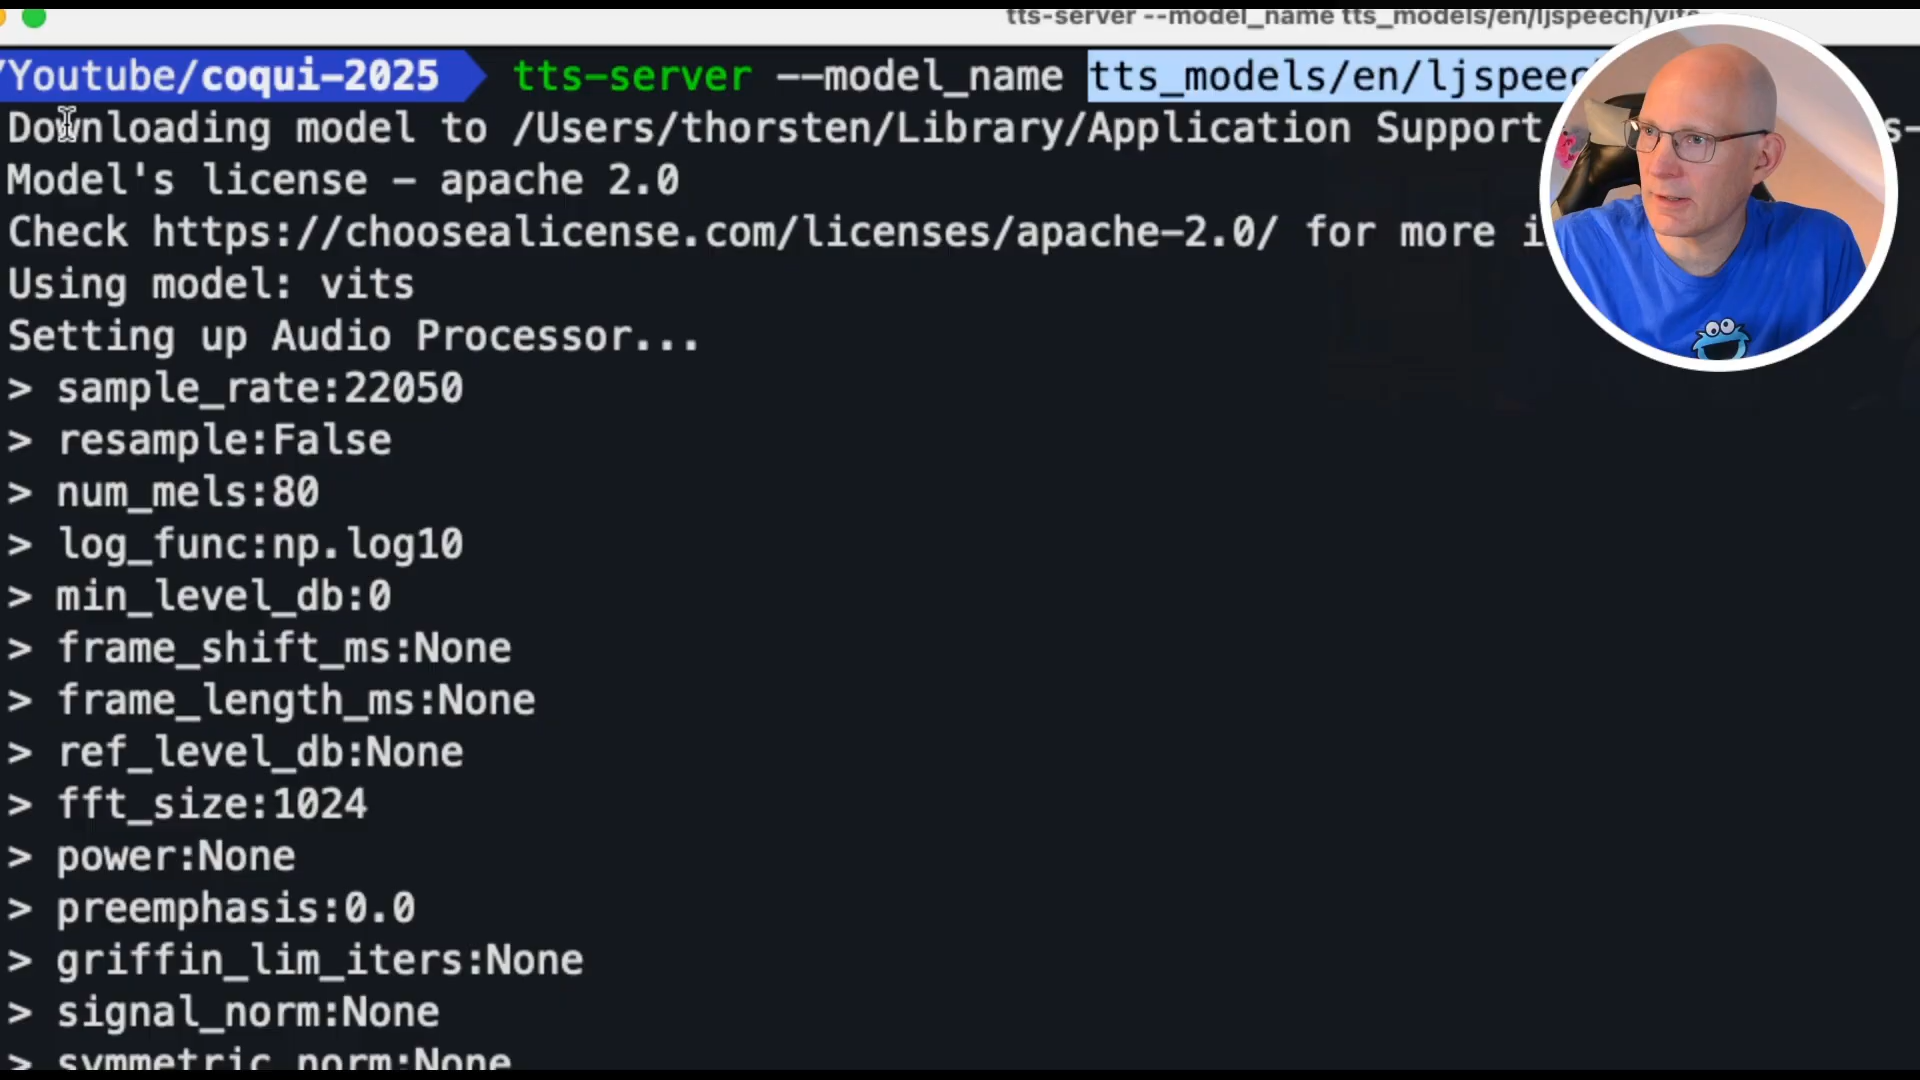 tts-server --model_name tts_models/en/ljspeech/vits
/Youtube/coqui-2025 tts-server --model_name tts_models/en/ljspeec
Downloading model to /Users/thorsten/Library/Application Support
Model's license - apache 2.0
Check https://choosealicense.com/licenses/apache-2.0/ for more
Using model: vits
Setting up Audio Processor...
> sample_rate:22050
> resample:False
> num_mels:80
> log_func:np.log10
> min_level_db:0
> frame_shift_ms:None
> frame_length_ms:None
> ref_level_db:None
> fft_size:1024
> power:None
> preemphasis:0.0
> griffin_lim_iters:None
> signal_norm:None
> symmetric_norm:None